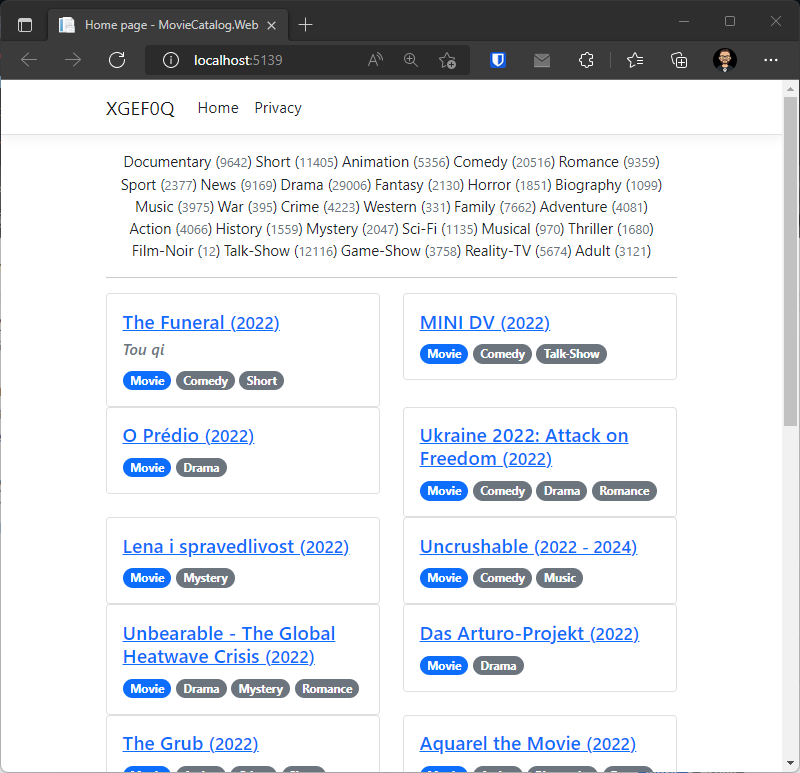 Home page - MovieCatalog.Web
localhost:5139
XGEF0Q Home Privacy
Documentary (9642) Short (11405) Animation (5356) Comedy (20516) Romance (9359)
Sport (2377) News (9169) Drama (29006) Fantasy (2130) Horror (1851) Biography (1099)
Music (3975) War (395) Crime (4223) Western (331) Family (7662) Adventure (4081)
Action (4066) History (1559) Mystery (2047) Sci-Fi (1135) Musical (970) Thriller (1680)
Film-Noir (12) Talk-Show (12116) Game-Show (3758) Reality-TV (5674) Adult (3121)
The Funeral (2022)
Tou qi
Movie Comedy Short
MINI DV (2022)
Movie Comedy Talk-Show
O Prédio (2022)
Movie Drama
Ukraine 2022: Attack on
Freedom (2022)
Movie Comedy Drama Romance
Lena i spravedlivost (2022)
Movie Mystery
Uncrushable (2022 - 2024)
Movie Comedy Music
Unbearable - The Global
Heatwave Crisis (2022)
Movie Drama Mystery Romance
Das Arturo-Projekt (2022)
Movie Drama
The Grub (2022)
Aquarel the Movie (2022)